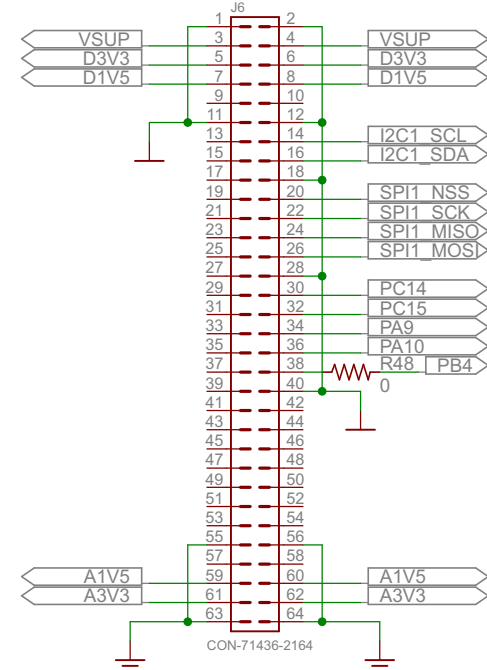 J6
1 2
VSUP 3 4 VSUP
D3V3 5 6 D3V3
D1V5 7 8 D1V5
9 10
11 12
13 14 I2C1_SCL
15 16 I2C1_SDA
17 18
19 20 SPI1_NSS
21 22 SPI1_SCK
23 24 SPI1_MISO
25 26 SPI1_MOSI
27 28
29 30 PC14
31 32 PC15
33 34 PA9
35 36 PA10
37 38 R48 PB4
39 40 0
41 42
43 44
45 46
47 48
49 50
51 52
53 54
55 56
57 58
A1V5 59 60 A1V5
A3V3 61 62 A3V3
63 64
CON-71436-2164